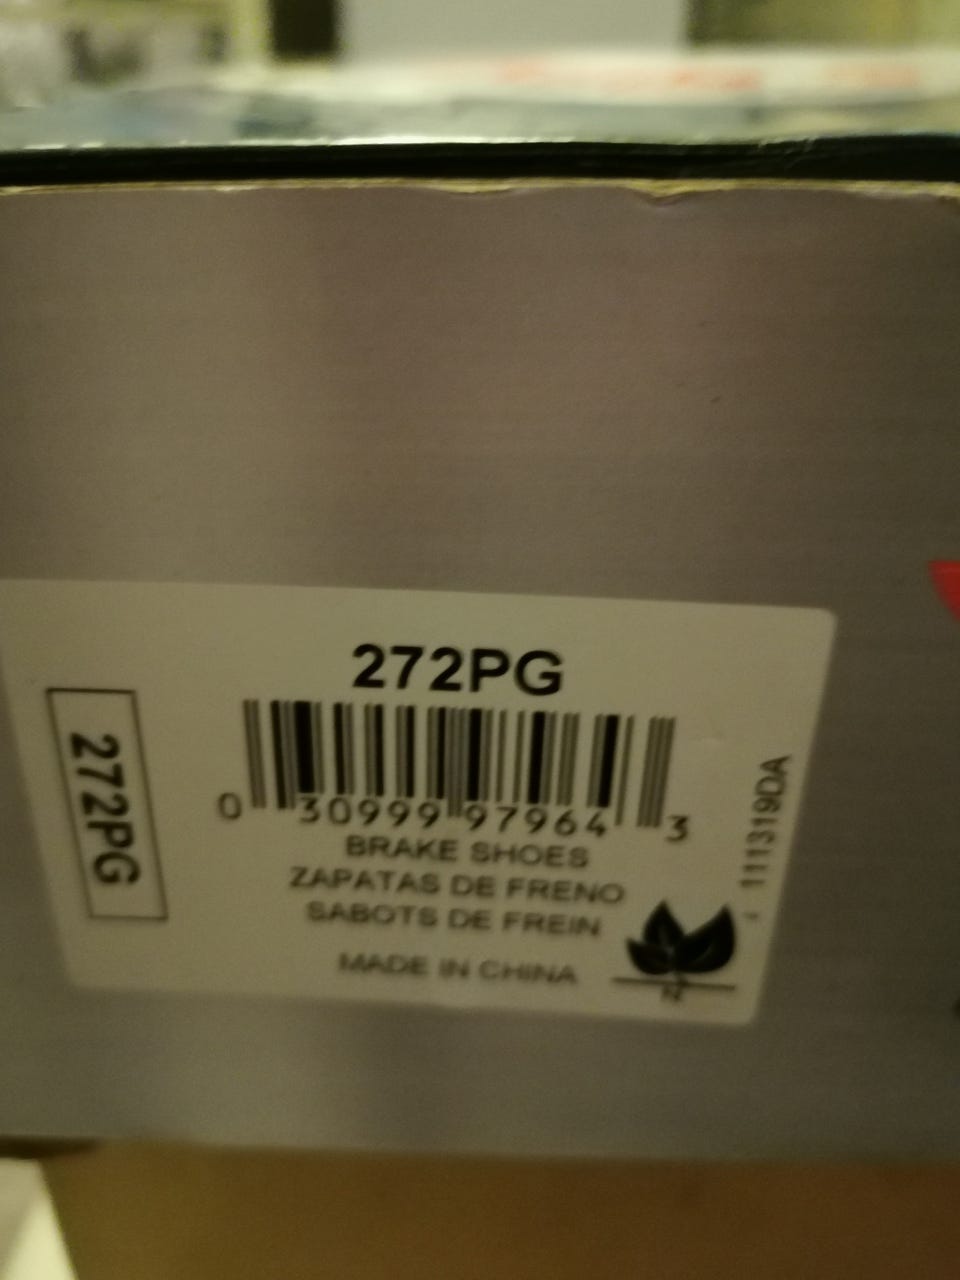 272PG
272PG
0 30999 97964 3
BRAKE SHOES
ZAPATAS DE FRENO
SABOTS DE FREIN
MADE IN CHINA
111319DA
N